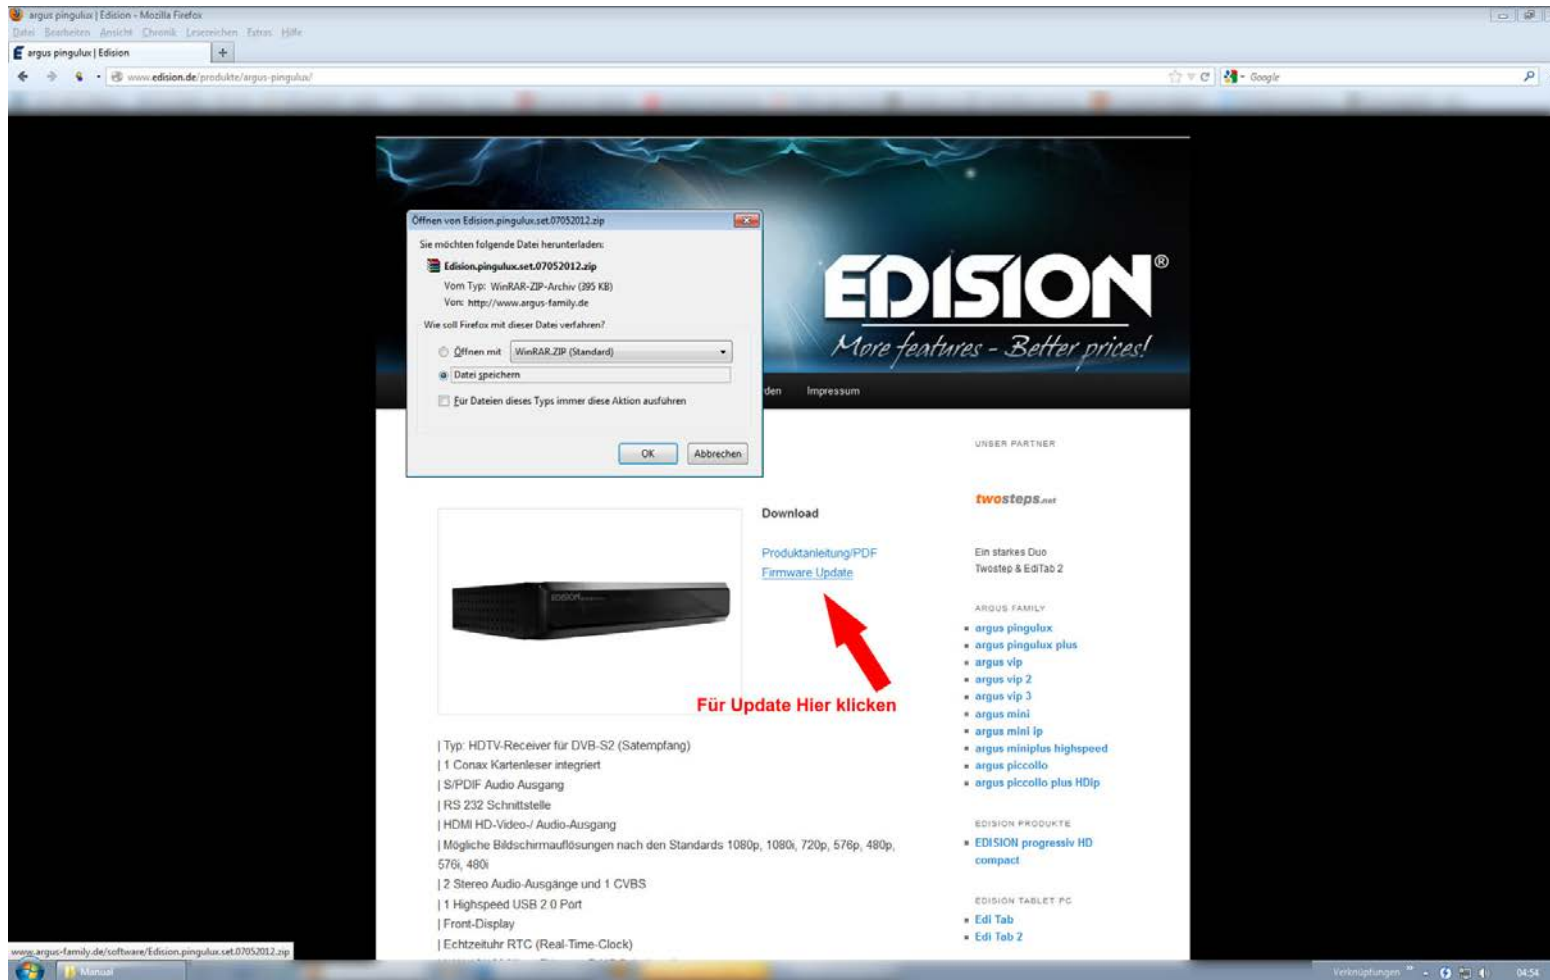 argus pingulux | Edision - Mozilla Firefox
Datei Bearbeiten Ansicht Chronik Lesezeichen Extras Hilfe
argus pingulux | Edision
www.edision.de/produkte/argus-pingulux/
Google
Öffnen von Edision.pingulux.set.07052012.zip
Sie möchten folgende Datei herunterladen:
Edision.pingulux.set.07052012.zip
Vom Typ: WinRAR-ZIP-Archiv (395 KB)
Von: http://www.argus-family.de
Wie soll Firefox mit dieser Datei verfahren?
Öffnen mit WinRAR.ZIP (Standard)
Datei speichern
Für Dateien dieses Typs immer diese Aktion ausführen
OK Abbrechen
EDISION®
More features - Better prices!
den Impressum
Download
Produktanleitung/PDF
Firmware Update
EDISION
Für Update Hier klicken
| Typ: HDTV-Receiver für DVB-S2 (Satempfang)
| 1 Conax Kartenleser integriert
| S/PDIF Audio Ausgang
| RS 232 Schnittstelle
| HDMI HD-Video-/ Audio-Ausgang
| Mögliche Bildschirmauflösungen nach den Standards 1080p, 1080i, 720p, 576p, 480p,
576i, 480i
| 2 Stereo Audio-Ausgänge und 1 CVBS
| 1 Highspeed USB 2.0 Port
| Front-Display
| Echtzeituhr RTC (Real-Time-Clock)
UNSER PARTNER
twosteps.net
Ein starkes Duo
Twostep & EdiTab 2
ARGUS FAMILY
argus pingulux
argus pingulux plus
argus vip
argus vip 2
argus vip 3
argus mini
argus mini ip
argus miniplus highspeed
argus piccollo
argus piccollo plus HDip
EDISION PRODUKTE
EDISION progressiv HD
compact
EDISION TABLET PC
Edi Tab
Edi Tab 2
www.argus-family.de/software/Edision.pingulux.set.07052012.zip
Manual
Verknüpfungen
04:54